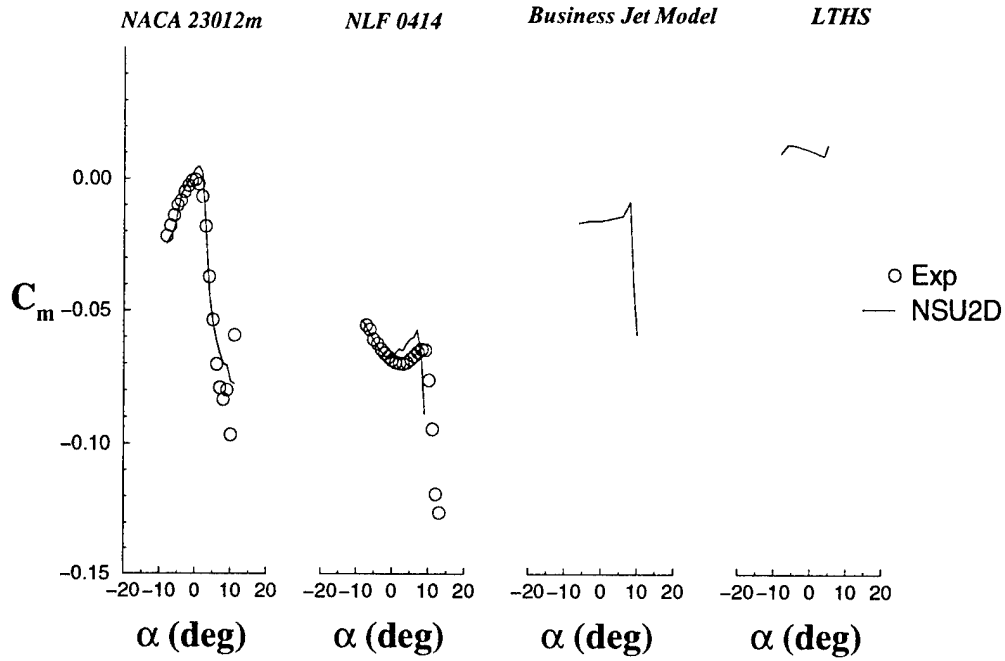 NACA 23012m NLF 0414 Business Jet Model LTHS
0.00
−0.05
−0.10
−0.15
Cm
Exp
NSU2D
−20 −10 0 10 20 −20 −10 0 10 20 −20 −10 0 10 20 −20 −10 0 10 20
α (deg) α (deg) α (deg) α (deg)